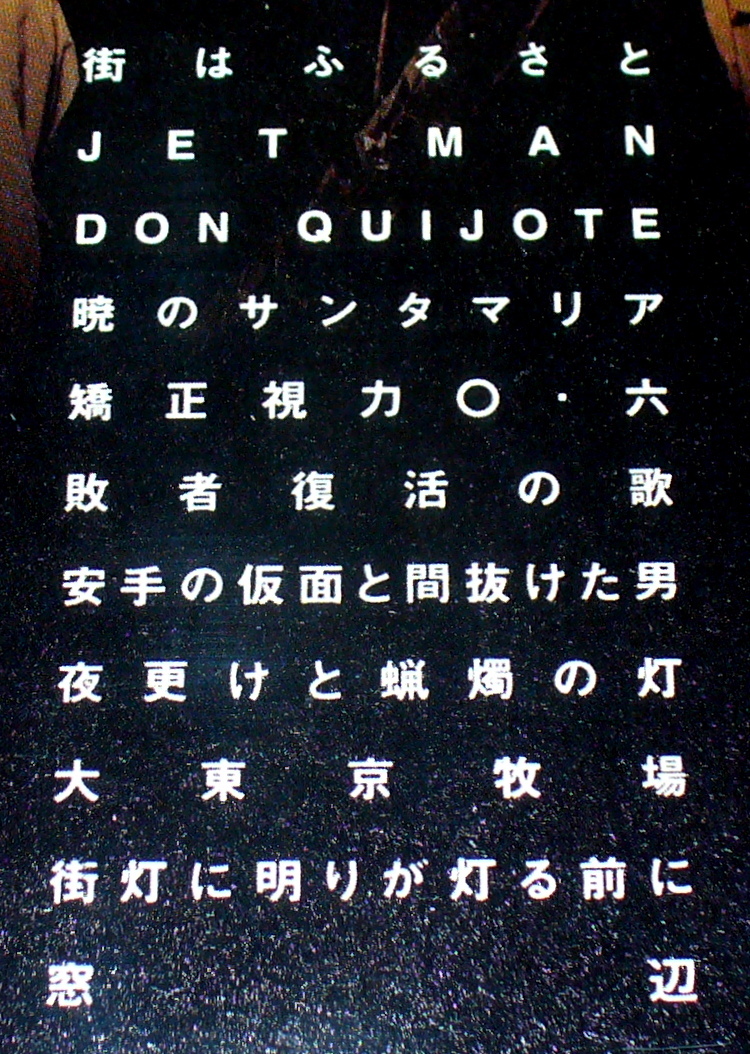 街はふるさと
JET MAN
DON QUIJOTE
暁のサンタマリア
矯正視力〇・六
敗者復活の歌
安手の仮面と間抜けた男
夜更けと蝋燭の灯
大東京牧場
街灯に明りが灯る前に
窓辺